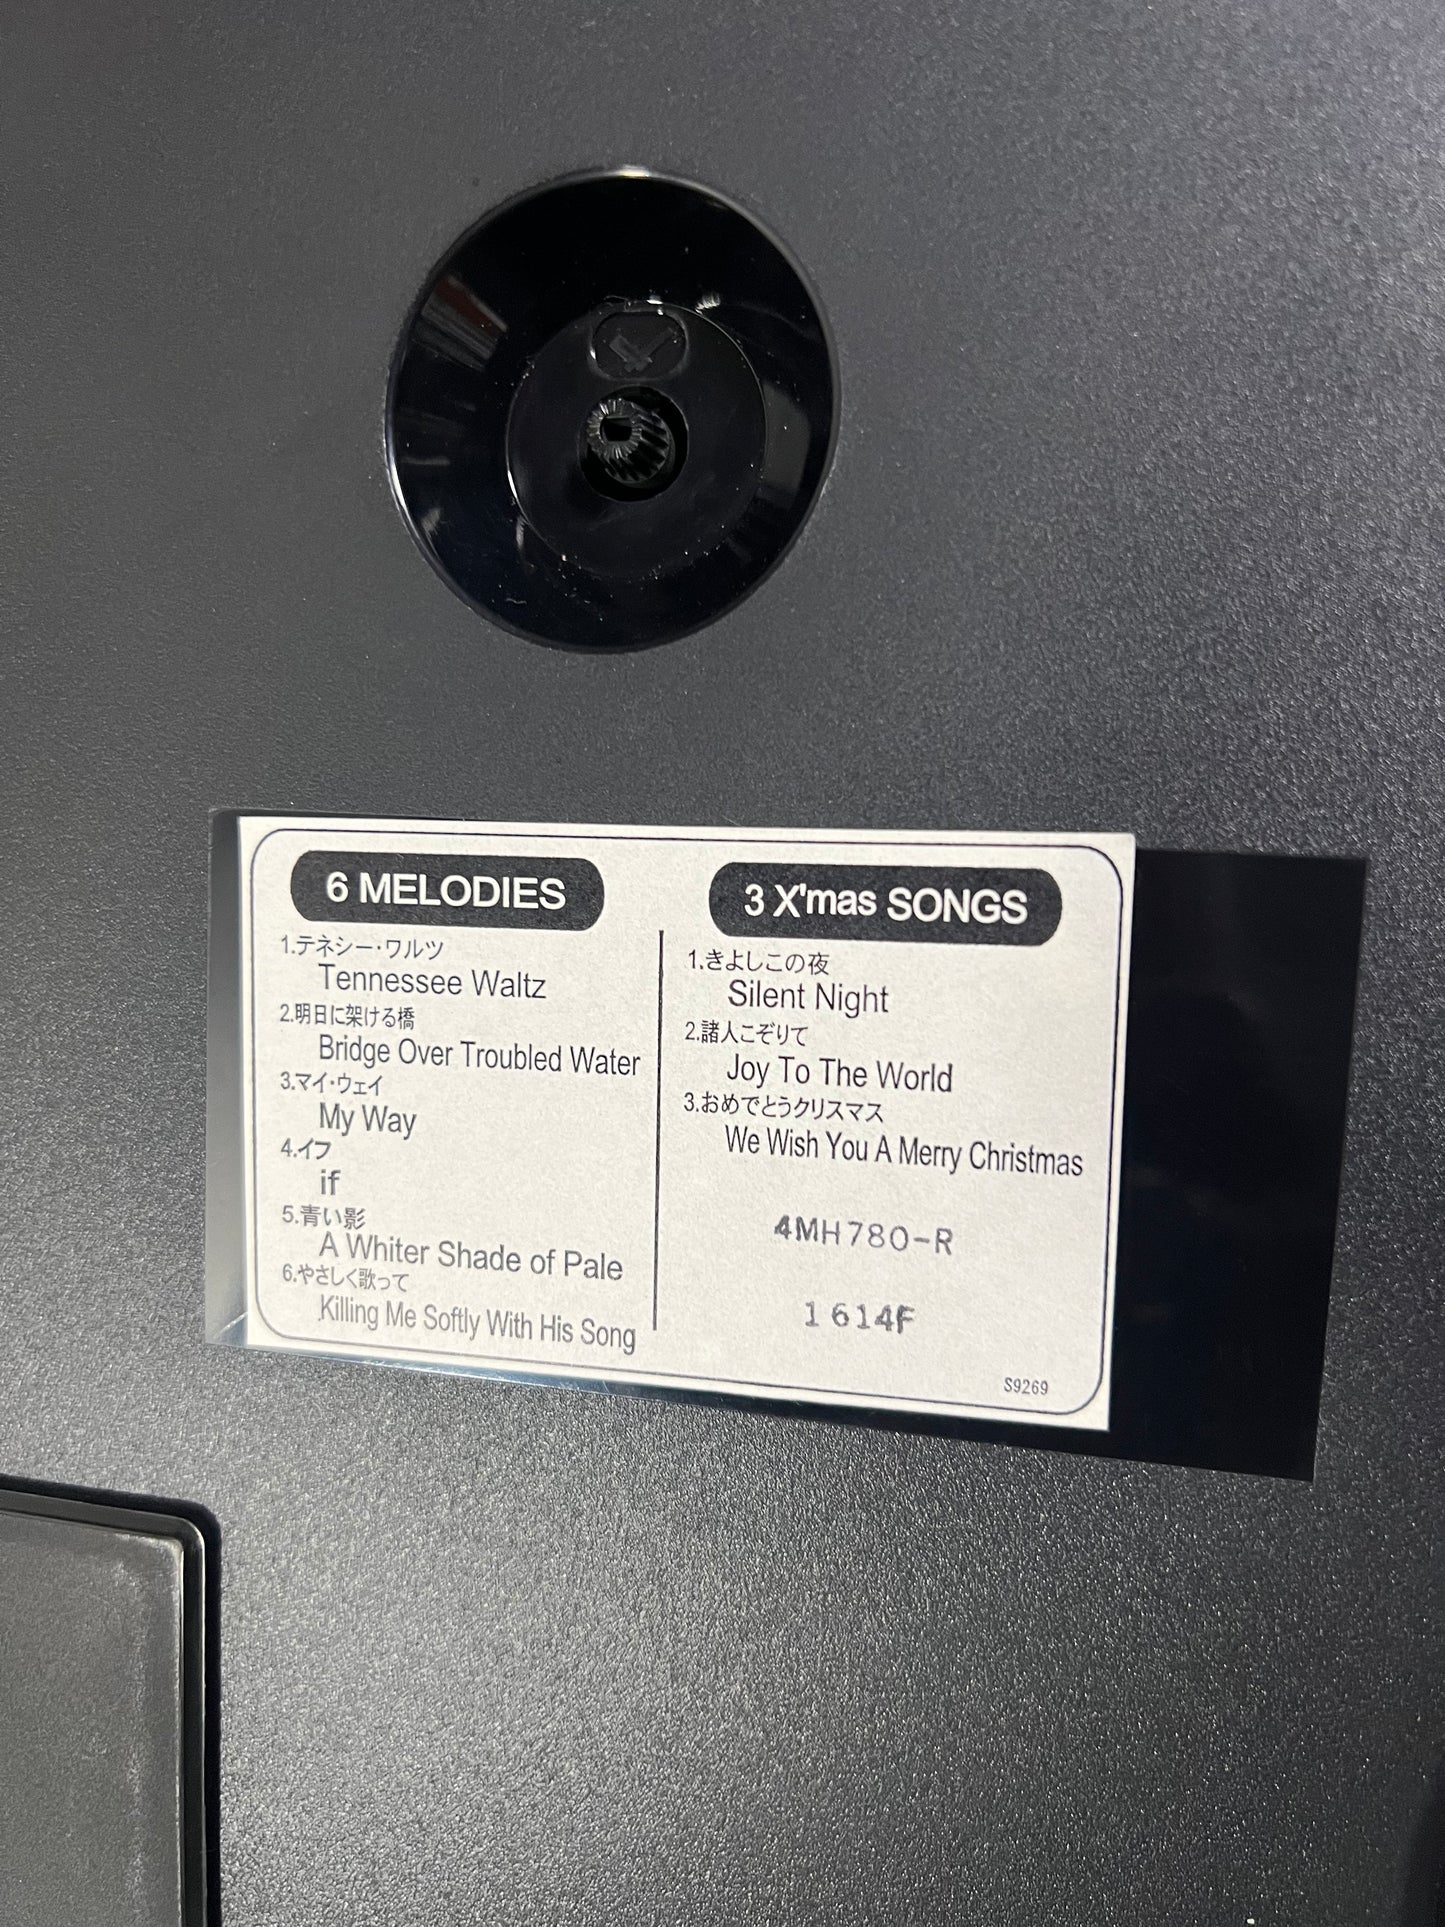 6 MELODIES
1.テネシー・ワルツ
Tennessee Waltz
2.明日に架ける橋
Bridge Over Troubled Water
3.マイ・ウェイ
My Way
4.イフ
if
5.青い影
A Whiter Shade of Pale
6.やさしく歌って
Killing Me Softly With His Song
3 X'mas SONGS
1.きよしこの夜
Silent Night
2.諸人こぞりて
Joy To The World
3.おめでとうクリスマス
We Wish You A Merry Christmas
4MH780-R
1614F
S9269